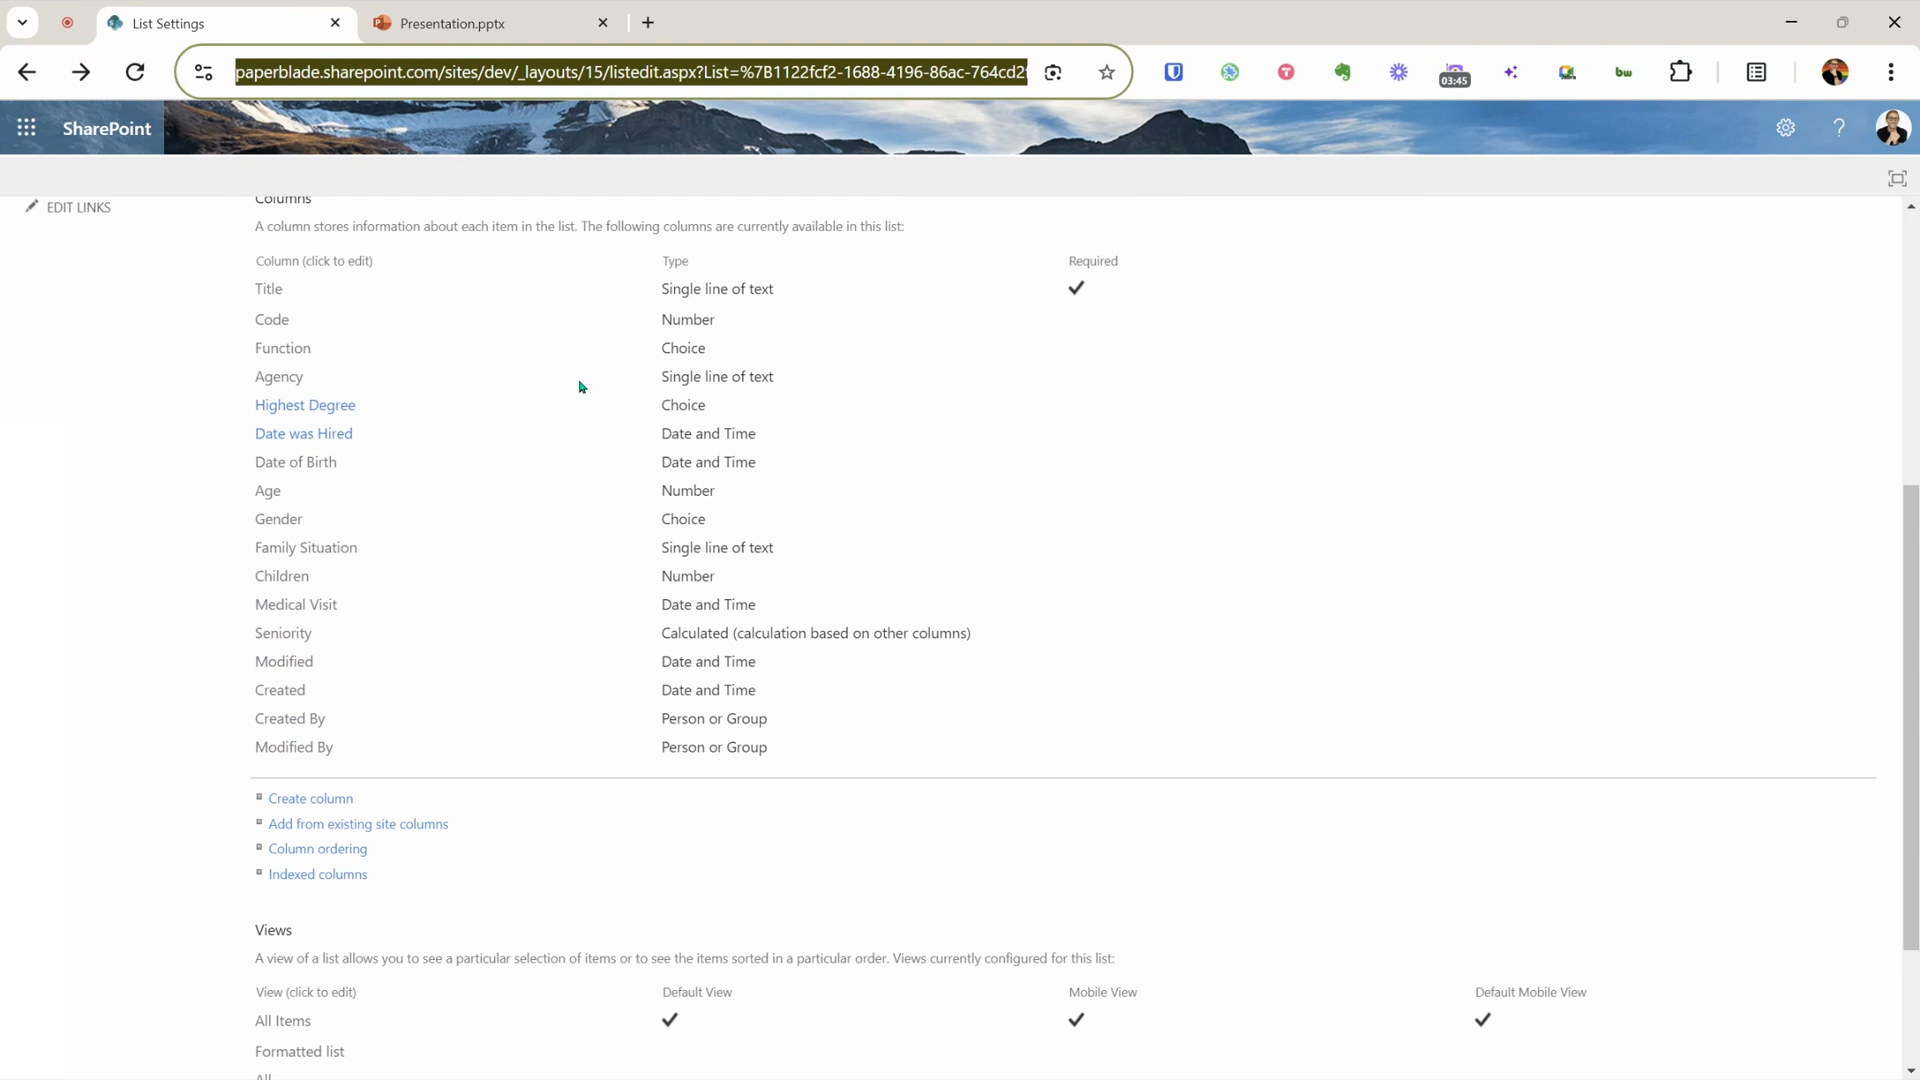 List Settings
Presentation.pptx
paperblade.sharepoint.com/sites/dev/_layouts/15/listedit.aspx?List=%7B1122fcf2-1688-4196-86ac-764cd2
03:45
bw
SharePoint
EDIT LINKS
Columns
A column stores information about each item in the list. The following columns are currently available in this list:
Column (click to edit) Type Required
Title Single line of text
Code Number
Function Choice
Agency Single line of text
Highest Degree Choice
Date was Hired Date and Time
Date of Birth Date and Time
Age Number
Gender Choice
Family Situation Single line of text
Children Number
Medical Visit Date and Time
Seniority Calculated (calculation based on other columns)
Modified Date and Time
Created Date and Time
Created By Person or Group
Modified By Person or Group
Create column
Add from existing site columns
Column ordering
Indexed columns
Views
A view of a list allows you to see a particular selection of items or to see the items sorted in a particular order. Views currently configured for this list:
View (click to edit) Default View Mobile View Default Mobile View
All Items
Formatted list
All